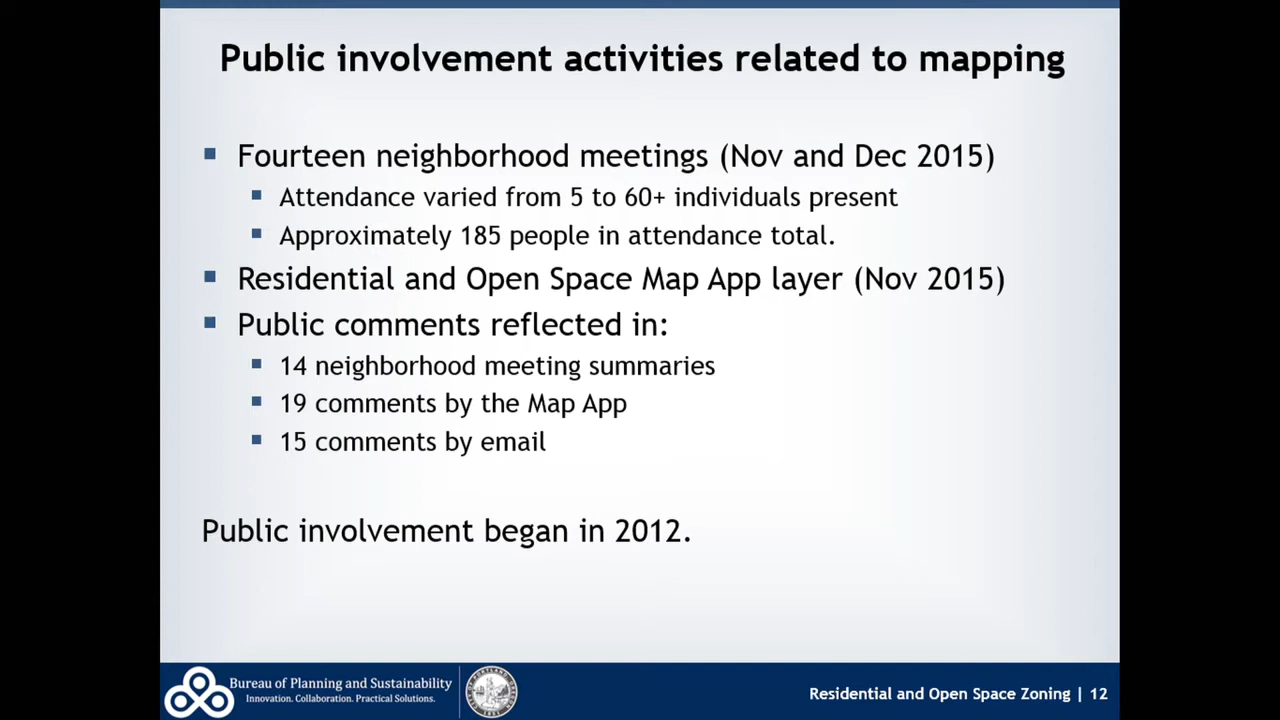 Public involvement activities related to mapping
Fourteen neighborhood meetings (Nov and Dec 2015)
Attendance varied from 5 to 60+ individuals present
Approximately 185 people in attendance total.
Residential and Open Space Map App layer (Nov 2015)
Public comments reflected in:
14 neighborhood meeting summaries
19 comments by the Map App
15 comments by email
Public involvement began in 2012.
Bureau of Planning and Sustainability
Innovation. Collaboration. Practical Solutions.
Residential and Open Space Zoning | 12